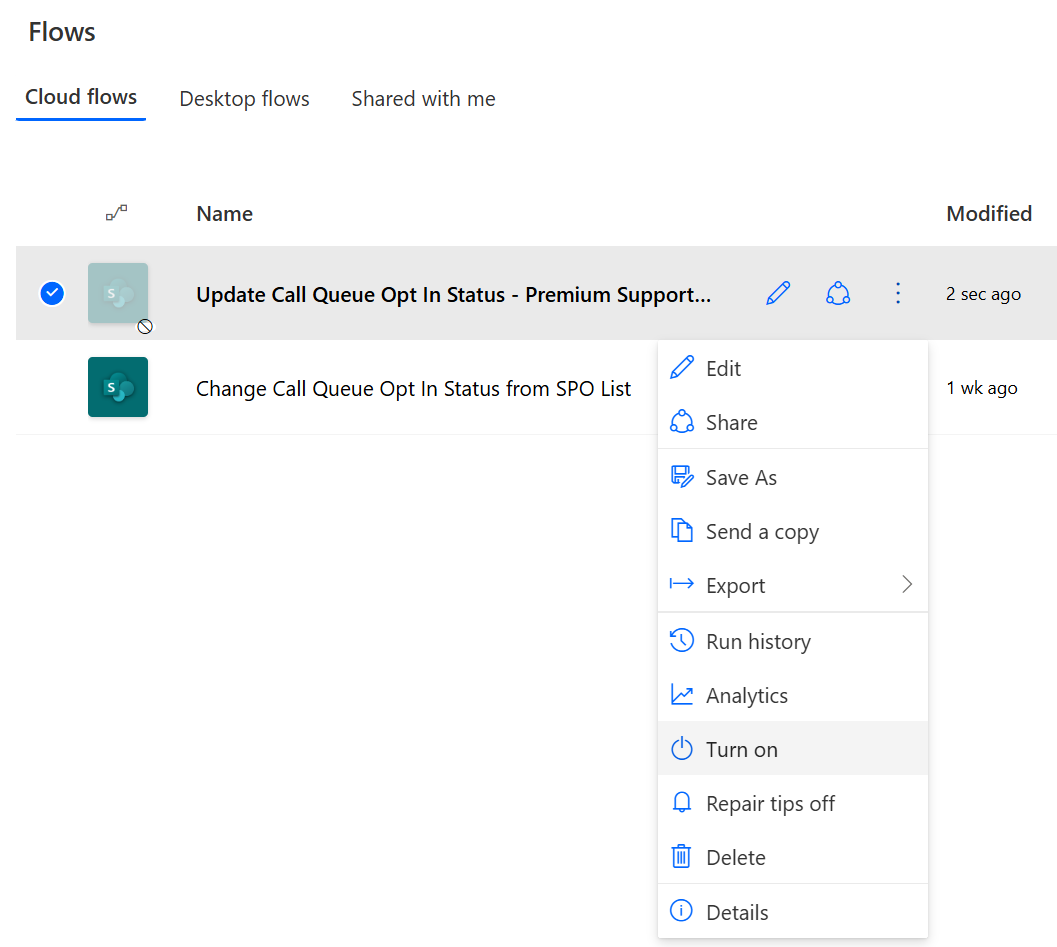 Flows
Cloud flows Desktop flows Shared with me
Name Modified
S Update Call Queue Opt In Status - Premium Support... 2 sec ago
S Change Call Queue Opt In Status from SPO List 1 wk ago
Edit
Share
Save As
Send a copy
Export
Run history
Analytics
Turn on
Repair tips off
Delete
Details